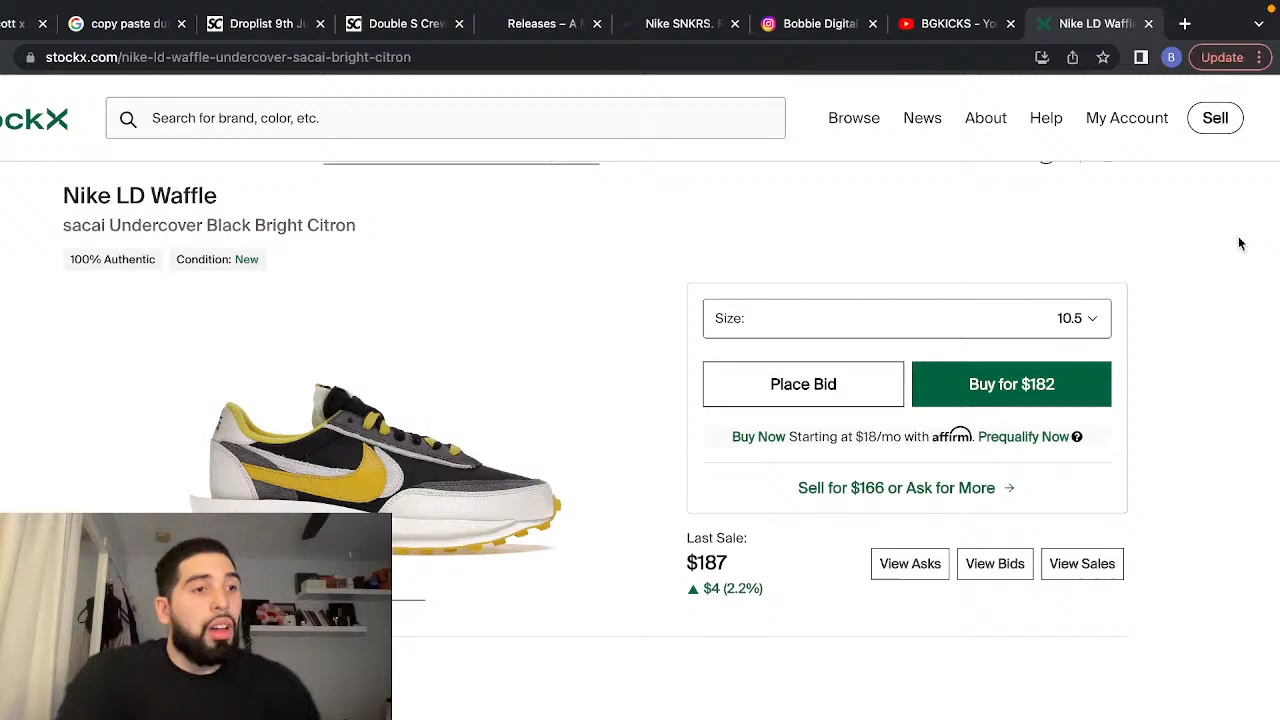 ott x
copy paste du
Droplist 9th Ju
Double S Crew
Releases – A M
Nike SNKRS. R
Bobbie Digital
BGKICKS - Yo
Nike LD Waffle
stockx.com/nike-ld-waffle-undercover-sacai-bright-citron
B
Update
ockX
Search for brand, color, etc.
Browse
News
About
Help
My Account
Sell
Nike LD Waffle
sacai Undercover Black Bright Citron
100% Authentic
Condition: New
Size:
10.5
Place Bid
Buy for $182
Buy Now Starting at $18/mo with affirm. Prequalify Now
Sell for $166 or Ask for More →
Last Sale:
$187
▲ $4 (2.2%)
View Asks
View Bids
View Sales